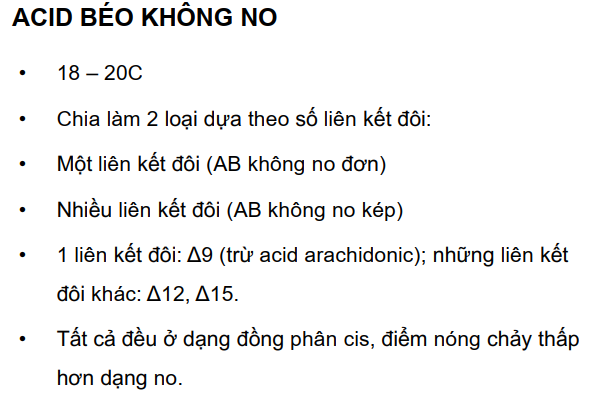 ACID BÉO KHÔNG NO
• 18 – 20C
• Chia làm 2 loại dựa theo số liên kết đôi:
• Một liên kết đôi (AB không no đơn)
• Nhiều liên kết đôi (AB không no kép)
• 1 liên kết đôi: Δ9 (trừ acid arachidonic); những liên kết
đôi khác: Δ12, Δ15.
• Tất cả đều ở dạng đồng phân cis, điểm nóng chảy thấp
hơn dạng no.